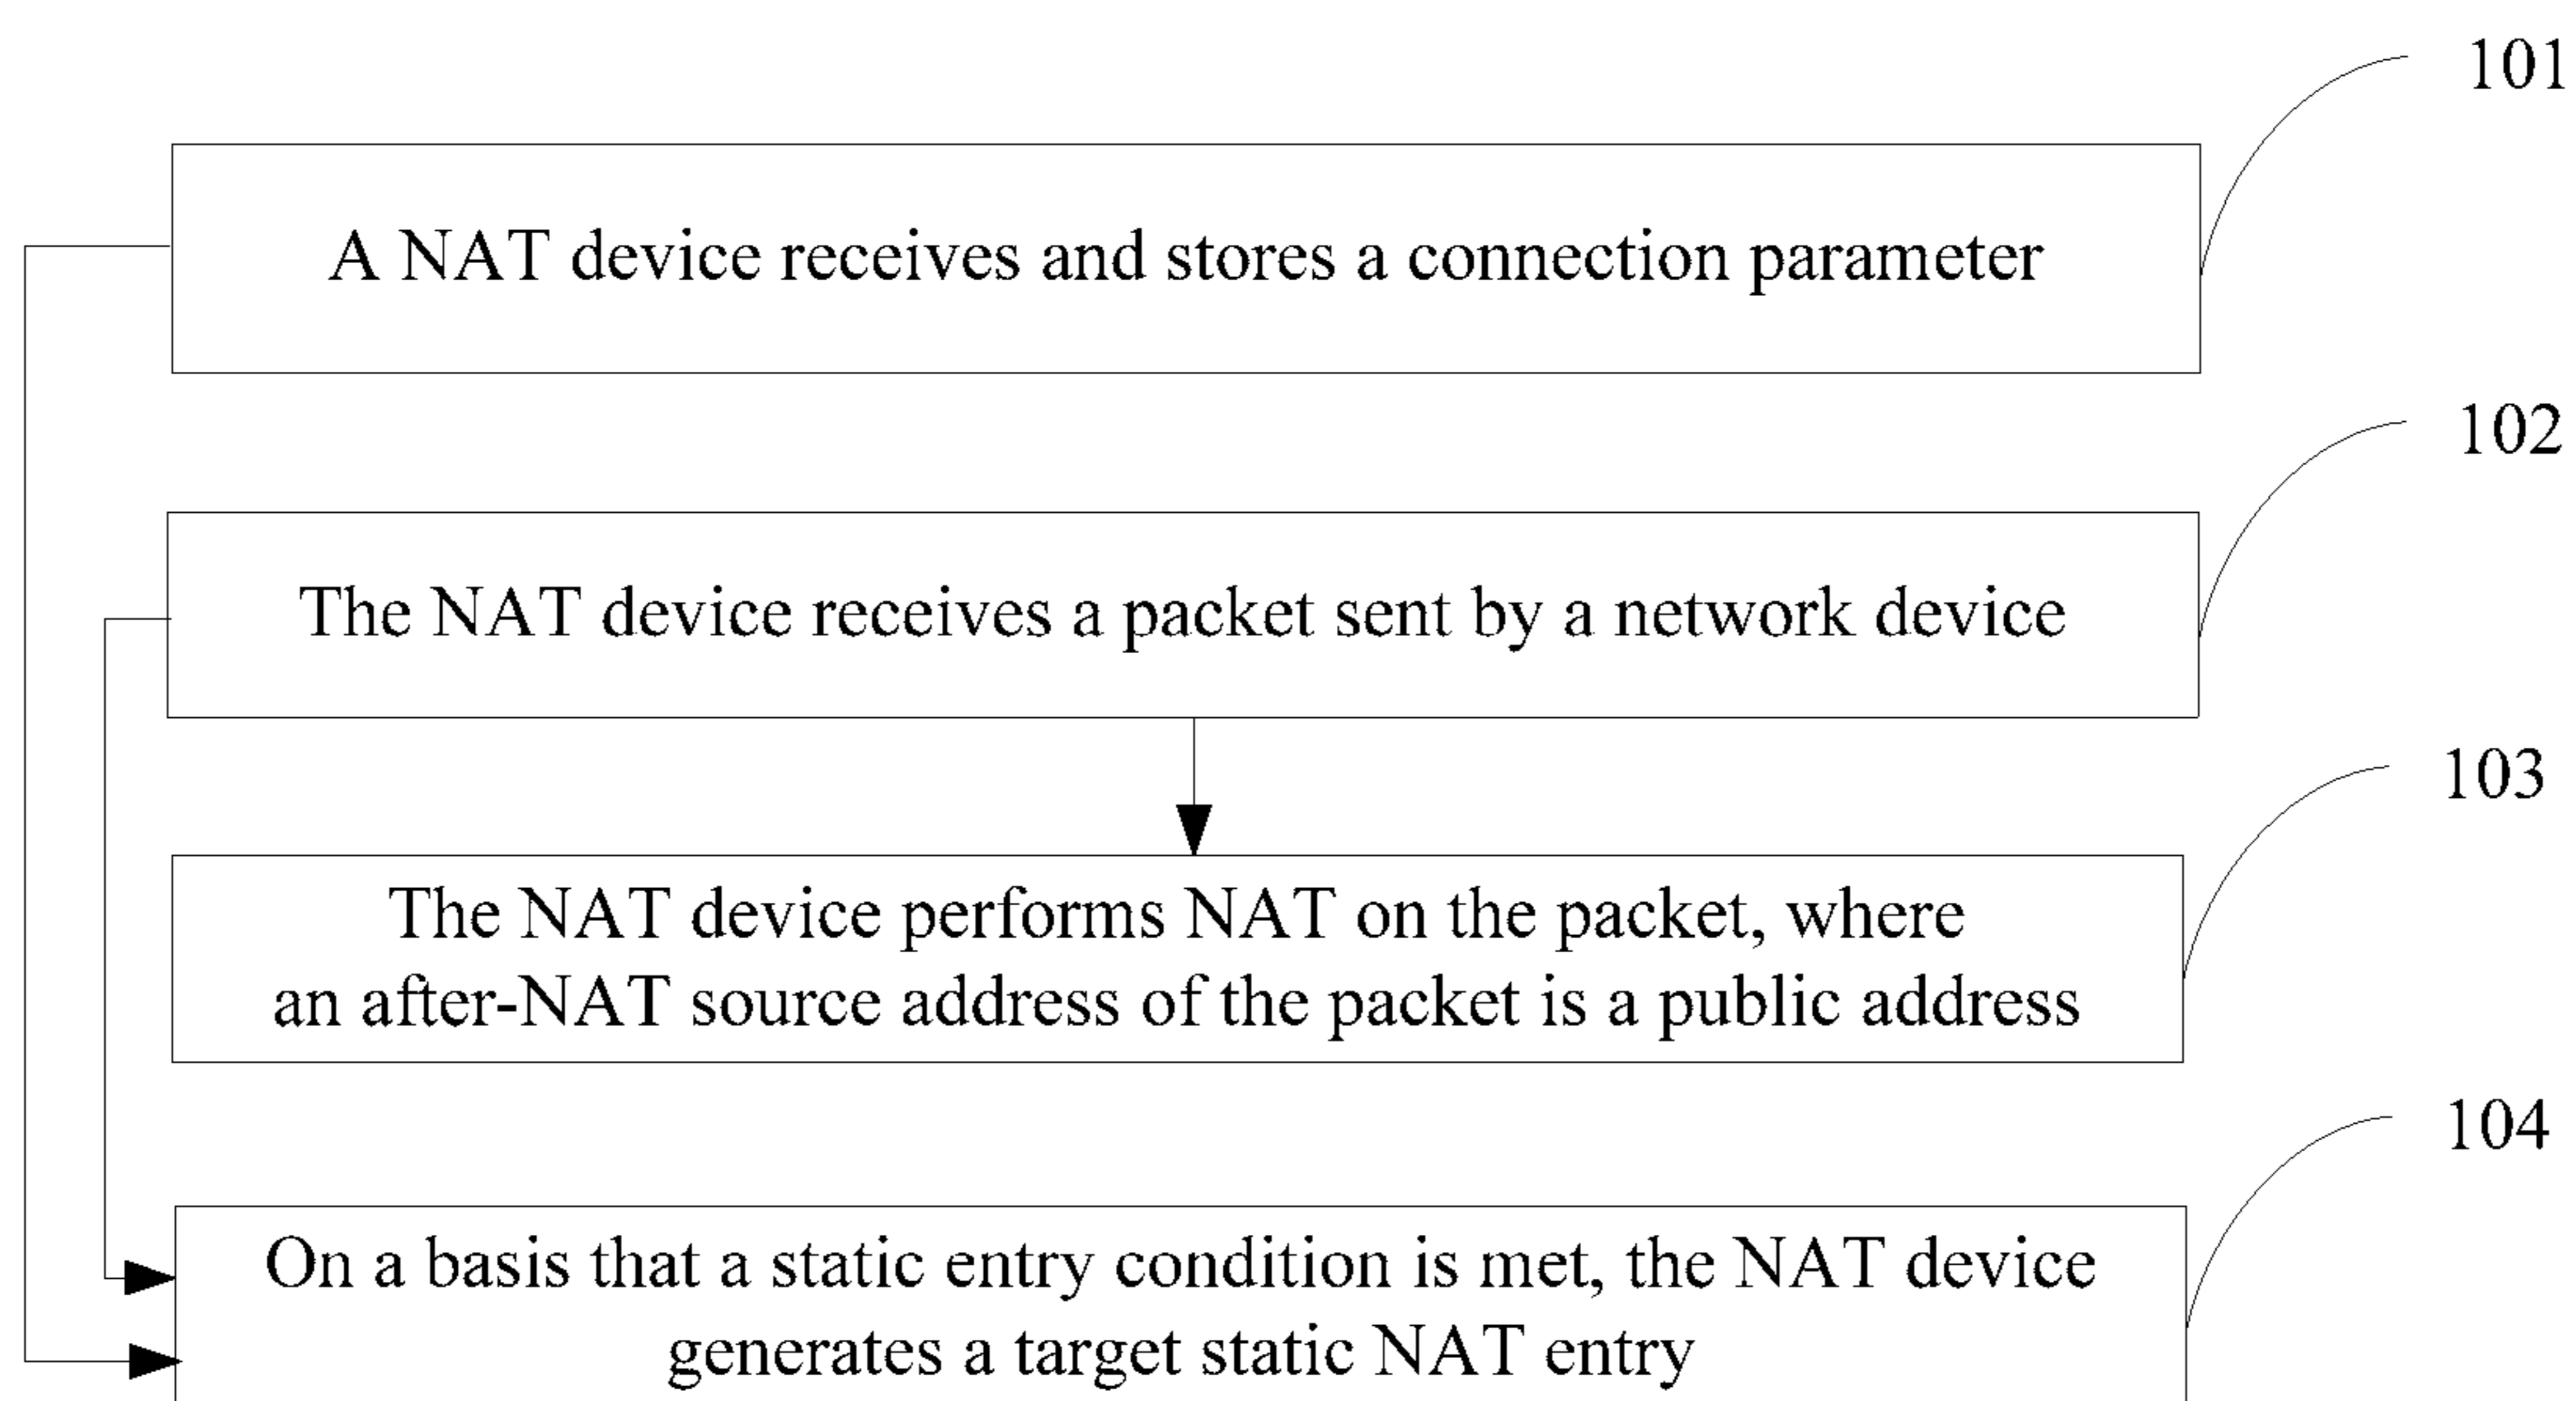 101
A NAT device receives and stores a connection parameter
102
The NAT device receives a packet sent by a network device
103
The NAT device performs NAT on the packet, where
an after-NAT source address of the packet is a public address
104
On a basis that a static entry condition is met, the NAT device
generates a target static NAT entry